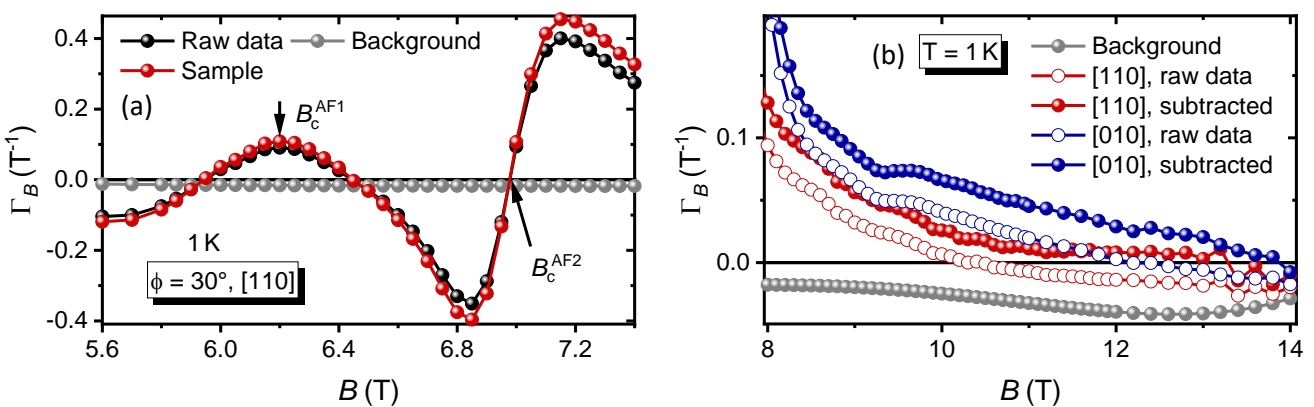 Raw data
Background
Sample
(a)
B_c^AF1
1 K
ϕ = 30°, [110]
B_c^AF2
0.4
0.2
0.0
-0.2
-0.4
Γ_B (T⁻¹)
5.6 6.0 6.4 6.8 7.2
B (T)
(b)
T = 1 K
Background
[110], raw data
[110], subtracted
[010], raw data
[010], subtracted
0.1
0.0
Γ_B (T⁻¹)
8 10 12 14
B (T)